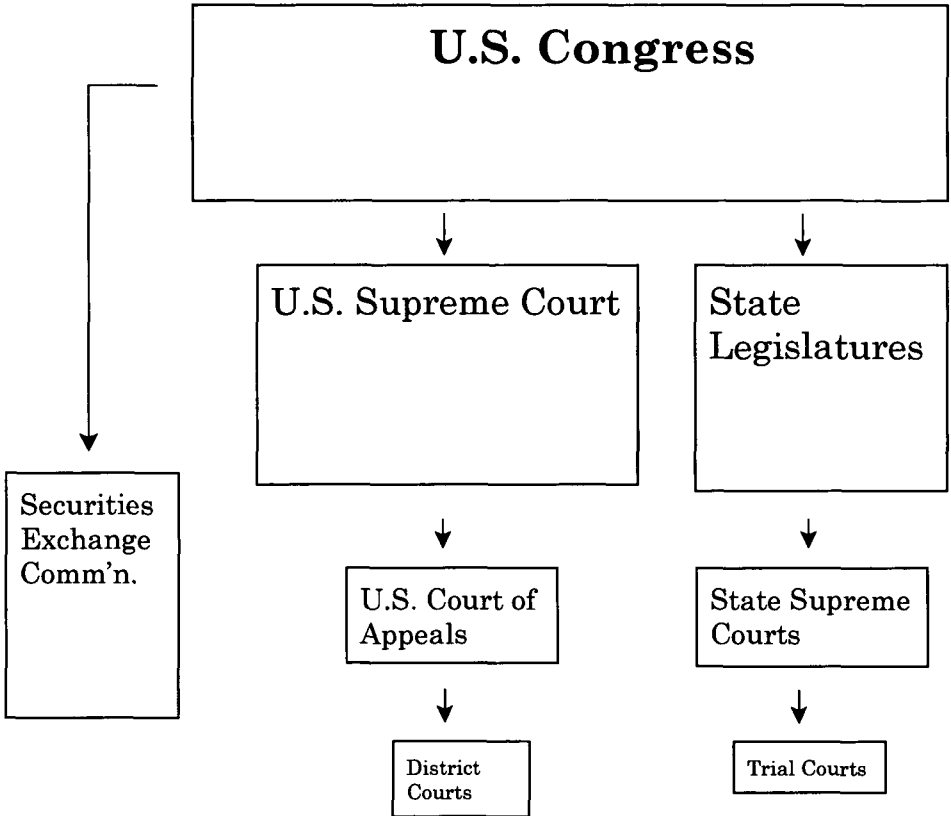 U.S. Congress
U.S. Supreme Court
State
Legislatures
Securities
Exchange
Comm'n.
U.S. Court of
Appeals
State Supreme
Courts
District
Courts
Trial Courts